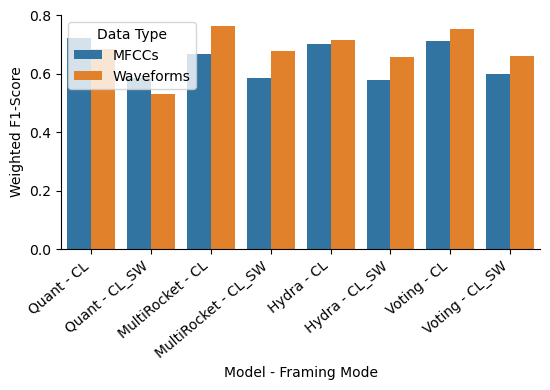 Data Type
MFCCs
Waveforms
Weighted F1-Score
0.8
0.6
0.4
0.2
0.0
Quant - CL
Quant - CL_SW
MultiRocket - CL
MultiRocket - CL_SW
Hydra - CL
Hydra - CL_SW
Voting - CL
Voting - CL_SW
Model - Framing Mode